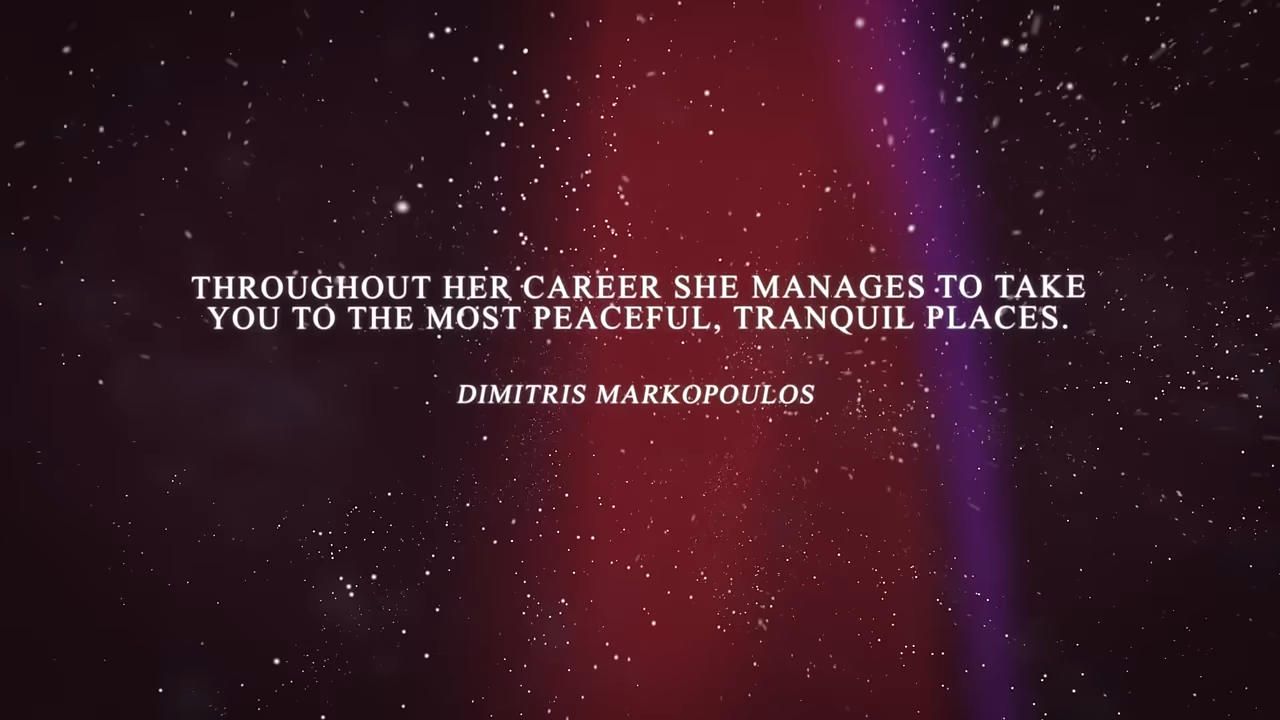 THROUGHOUT HER CAREER SHE MANAGES TO TAKE
YOU TO THE MOST PEACEFUL, TRANQUIL PLACES.
DIMITRIS MARKOPOULOS